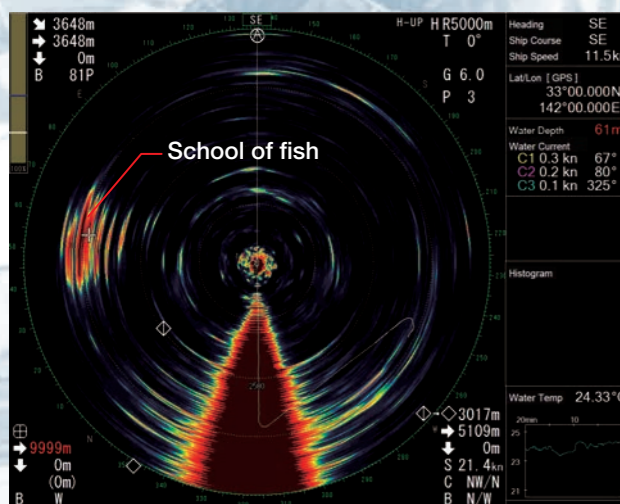 3648m
3648m
0m
B 81P
SE
A
H-UP H R5000m
T 0°
G 6.0
P 3
School of fish
E
S
N
100%
2500
9999m
0m
(0m)
B W
3017m
5109m
0m
S 21.4kn
C NW/N
B N/W
Heading SE
Ship Course SE
Ship Speed 11.5k
Lat/Lon [GPS]
33°00.000N
142°00.000E
Water Depth 61m
Water Current
C1 0.3 kn 67°
C2 0.2 kn 80°
C3 0.1 kn 325°
Histogram
Water Temp 24.33°C
20min 10
25
23
21